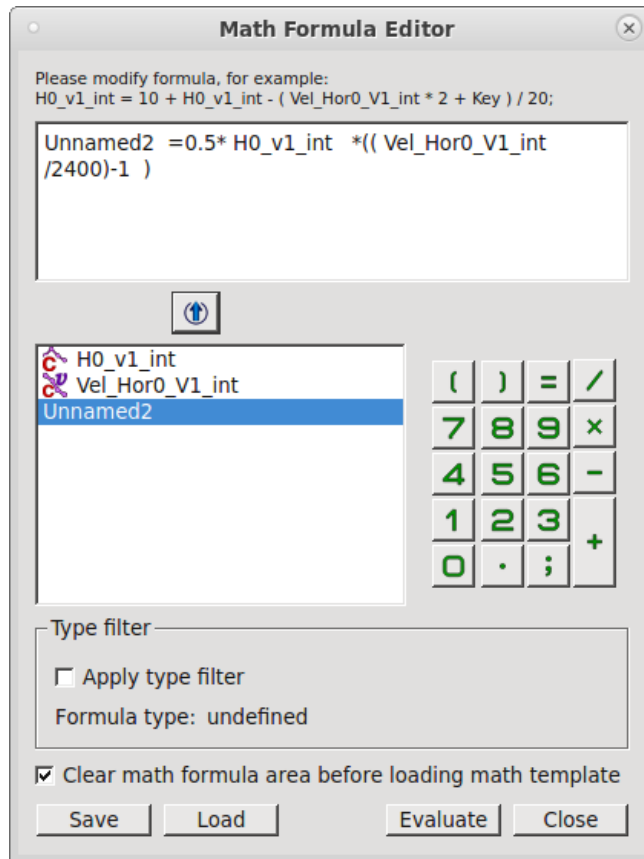 Math Formula Editor
Please modify formula, for example:
H0_v1_int = 10 + H0_v1_int - ( Vel_Hor0_V1_int * 2 + Key ) / 20;
Unnamed2  =0.5* H0_v1_int   *(( Vel_Hor0_V1_int
/2400)-1  )
H0_v1_int
Vel_Hor0_V1_int
Unnamed2
( ) = /
7 8 9 ×
4 5 6 -
1 2 3 +
0 . ;
Type filter
Apply type filter
Formula type: undefined
Clear math formula area before loading math template
Save Load Evaluate Close